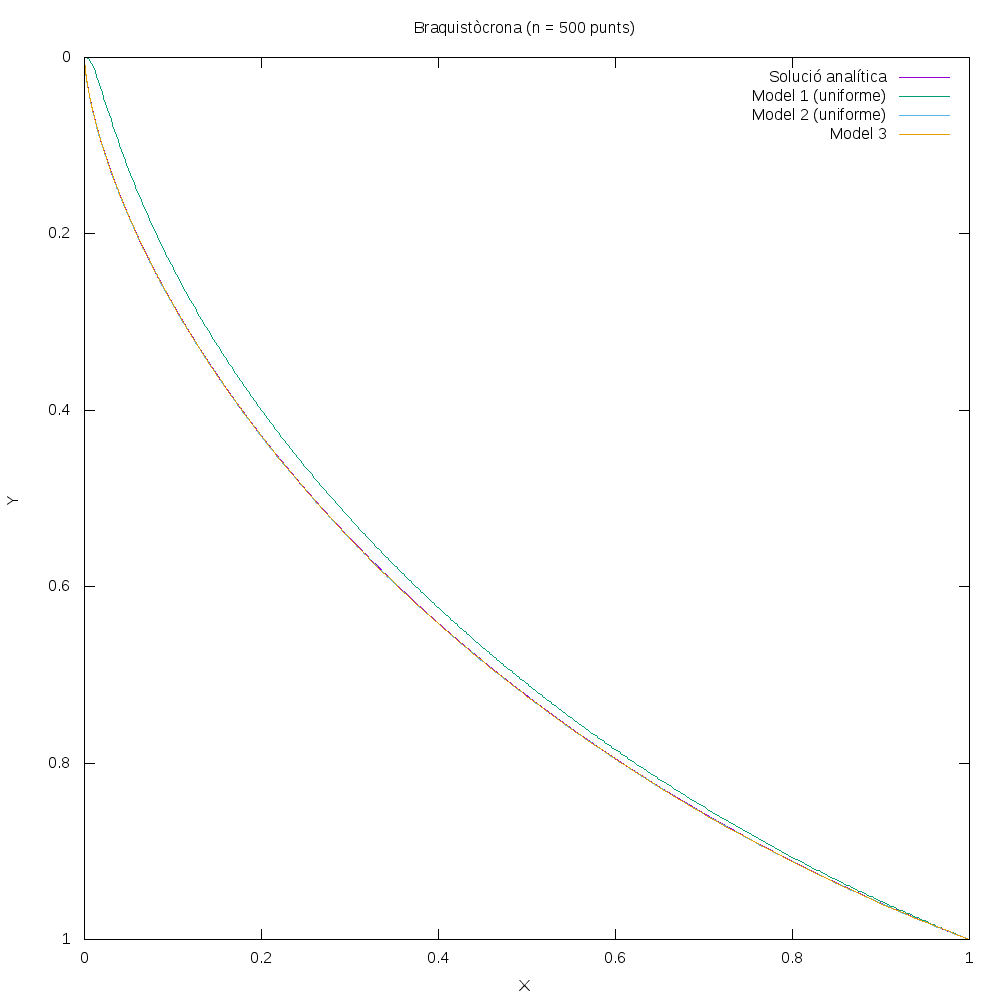 Braquistòcrona (n = 500 punts)
0
Solució analítica
Model 1 (uniforme)
Model 2 (uniforme)
Model 3
0.2
0.4
Y
0.6
0.8
1
0 0.2 0.4 0.6 0.8 1
X